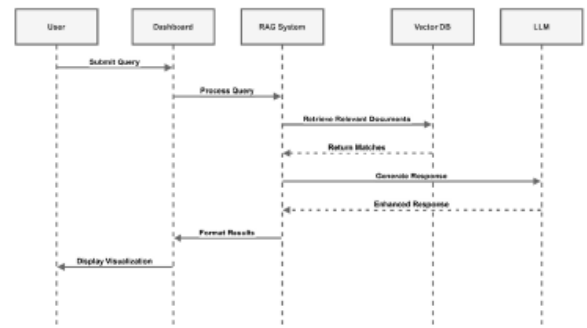 User
Dashboard
RAG System
Vector DB
LLM
Submit Query
Process Query
Retrieve Relevant Documents
Return Matches
Generate Response
Enhanced Response
Format Results
Display Visualization